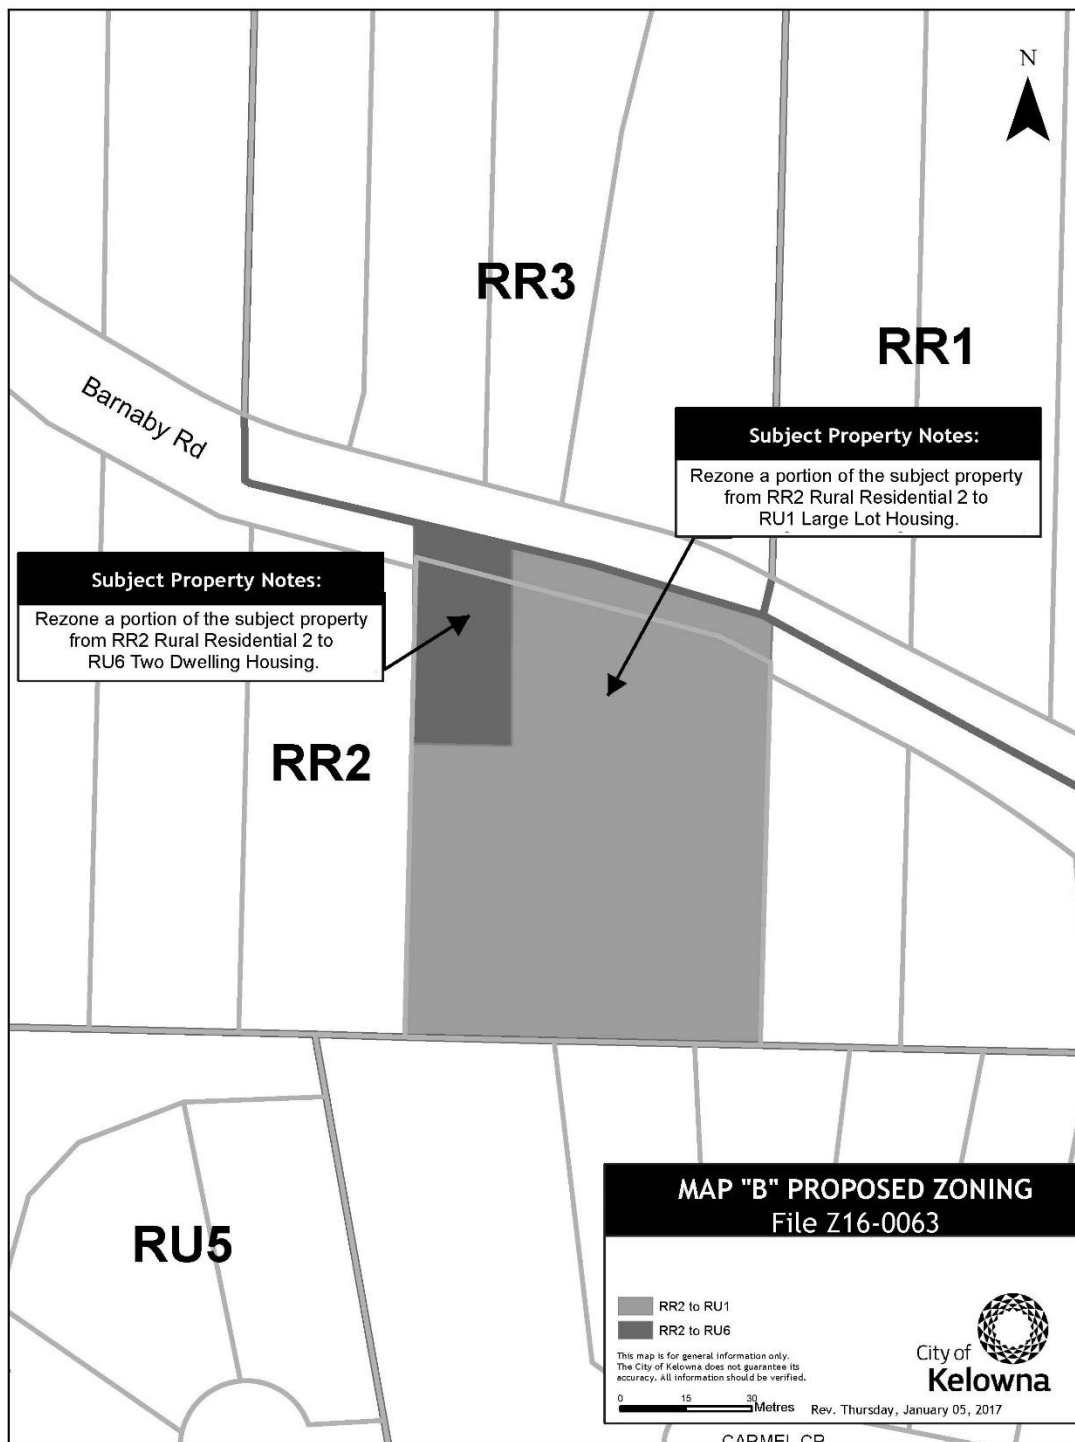 N
RR3
RR1
Barnaby Rd
Subject Property Notes:
Rezone a portion of the subject property
from RR2 Rural Residential 2 to
RU1 Large Lot Housing.
Subject Property Notes:
Rezone a portion of the subject property
from RR2 Rural Residential 2 to
RU6 Two Dwelling Housing.
RR2
RU5
MAP "B" PROPOSED ZONING
File Z16-0063
RR2 to RU1
RR2 to RU6
This map is for general information only.
The City of Kelowna does not guarantee its
accuracy. All information should be verified.
0 15 30
Metres
Rev. Thursday, January 05, 2017
City of
Kelowna
CARMEL CR